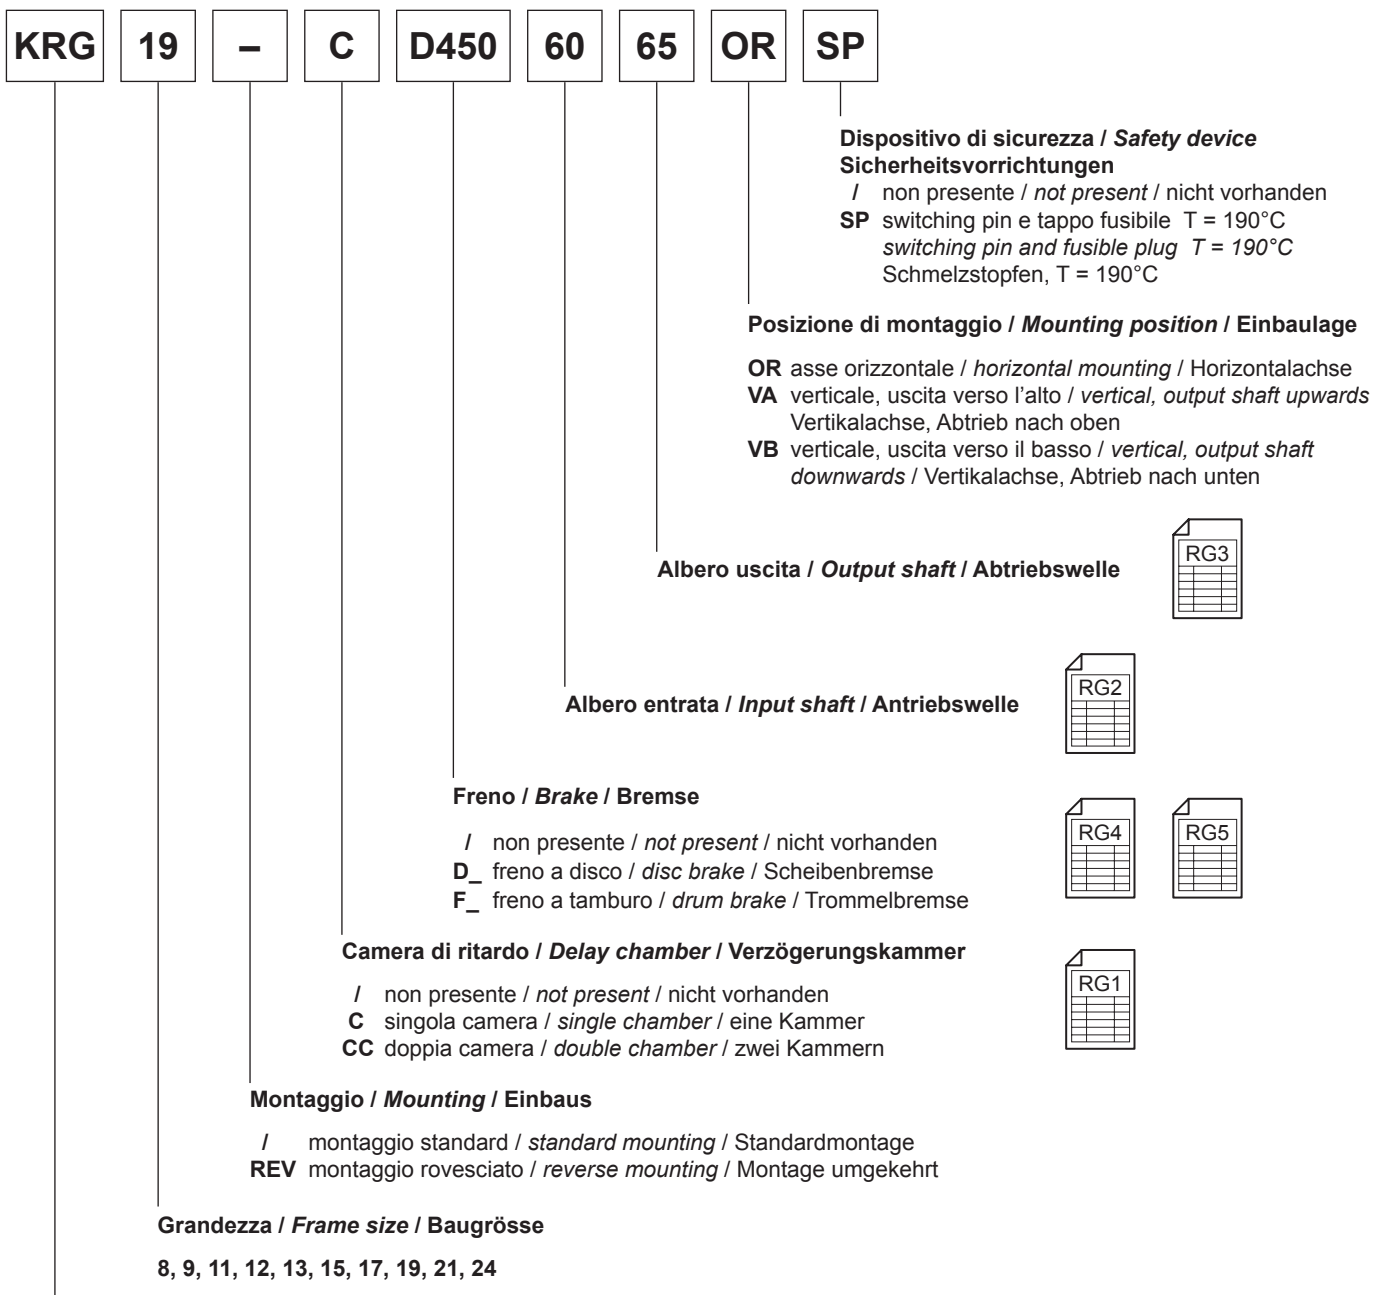 KRG 19 – C D450 60 65 OR SP
Dispositivo di sicurezza / Safety device
Sicherheitsvorrichtungen
/ non presente / not present / nicht vorhanden
SP switching pin e tappo fusibile T = 190°C
switching pin and fusible plug T = 190°C
Schmelzstopfen, T = 190°C
Posizione di montaggio / Mounting position / Einbaulage
OR asse orizzontale / horizontal mounting / Horizontalachse
VA verticale, uscita verso l’alto / vertical, output shaft upwards
Vertikalachse, Abtrieb nach oben
VB verticale, uscita verso il basso / vertical, output shaft
downwards / Vertikalachse, Abtrieb nach unten
Albero uscita / Output shaft / Abtriebswelle
RG3
Albero entrata / Input shaft / Antriebswelle
RG2
Freno / Brake / Bremse
/ non presente / not present / nicht vorhanden
D_ freno a disco / disc brake / Scheibenbremse
F_ freno a tamburo / drum brake / Trommelbremse
RG4 RG5
Camera di ritardo / Delay chamber / Verzögerungskammer
/ non presente / not present / nicht vorhanden
C singola camera / single chamber / eine Kammer
CC doppia camera / double chamber / zwei Kammern
RG1
Montaggio / Mounting / Einbaus
/ montaggio standard / standard mounting / Standardmontage
REV montaggio rovesciato / reverse mounting / Montage umgekehrt
Grandezza / Frame size / Baugrösse
8, 9, 11, 12, 13, 15, 17, 19, 21, 24